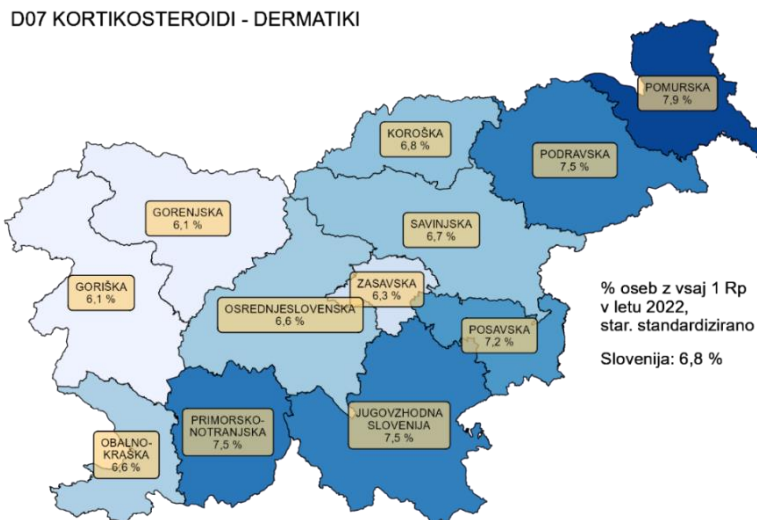 D07 KORTIKOSTEROIDI - DERMATIKI
POMURSKA
7,9 %
KOROŠKA
6,8 %
PODRAVSKA
7,5 %
GORENJSKA
6,1 %
SAVINJSKA
6,7 %
GORIŠKA
6,1 %
ZASAVSKA
6,3 %
OSREDNJESLOVENSKA
6,6 %
POSAVSKA
7,2 %
% oseb z vsaj 1 Rp
v letu 2022,
star. standardizirano
Slovenija: 6,8 %
PRIMORSKO-
NOTRANJSKA
7,5 %
JUGOVZHODNA
SLOVENIJA
7,5 %
OBALNO-
KRAŠKA
6,6 %